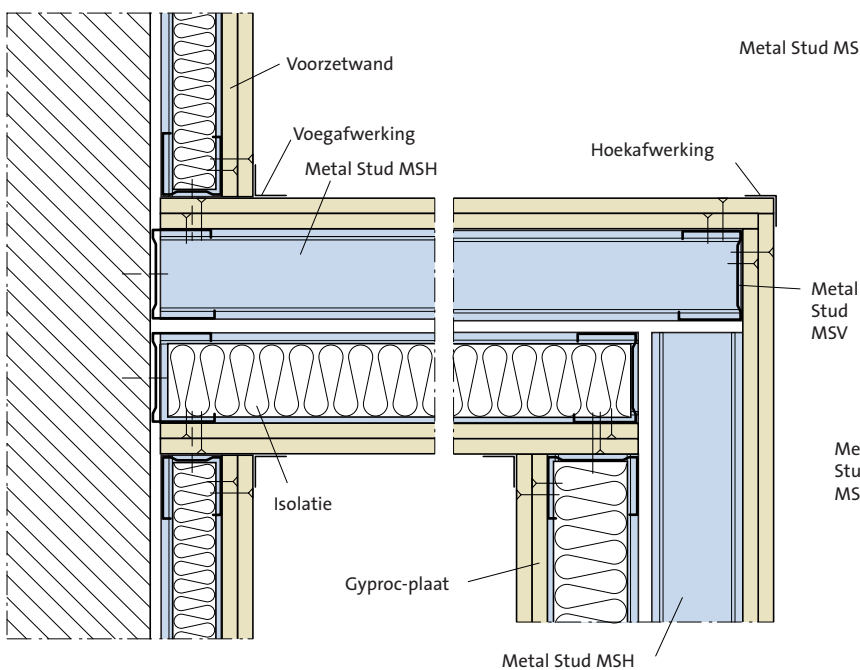 Metal Stud MS
Voorzetwand
Voegafwerking
Metal Stud MSH
Hoekafwerking
Metal
Stud
MSV
Me
Stu
MS
Isolatie
Gyproc-plaat
Metal Stud MSH